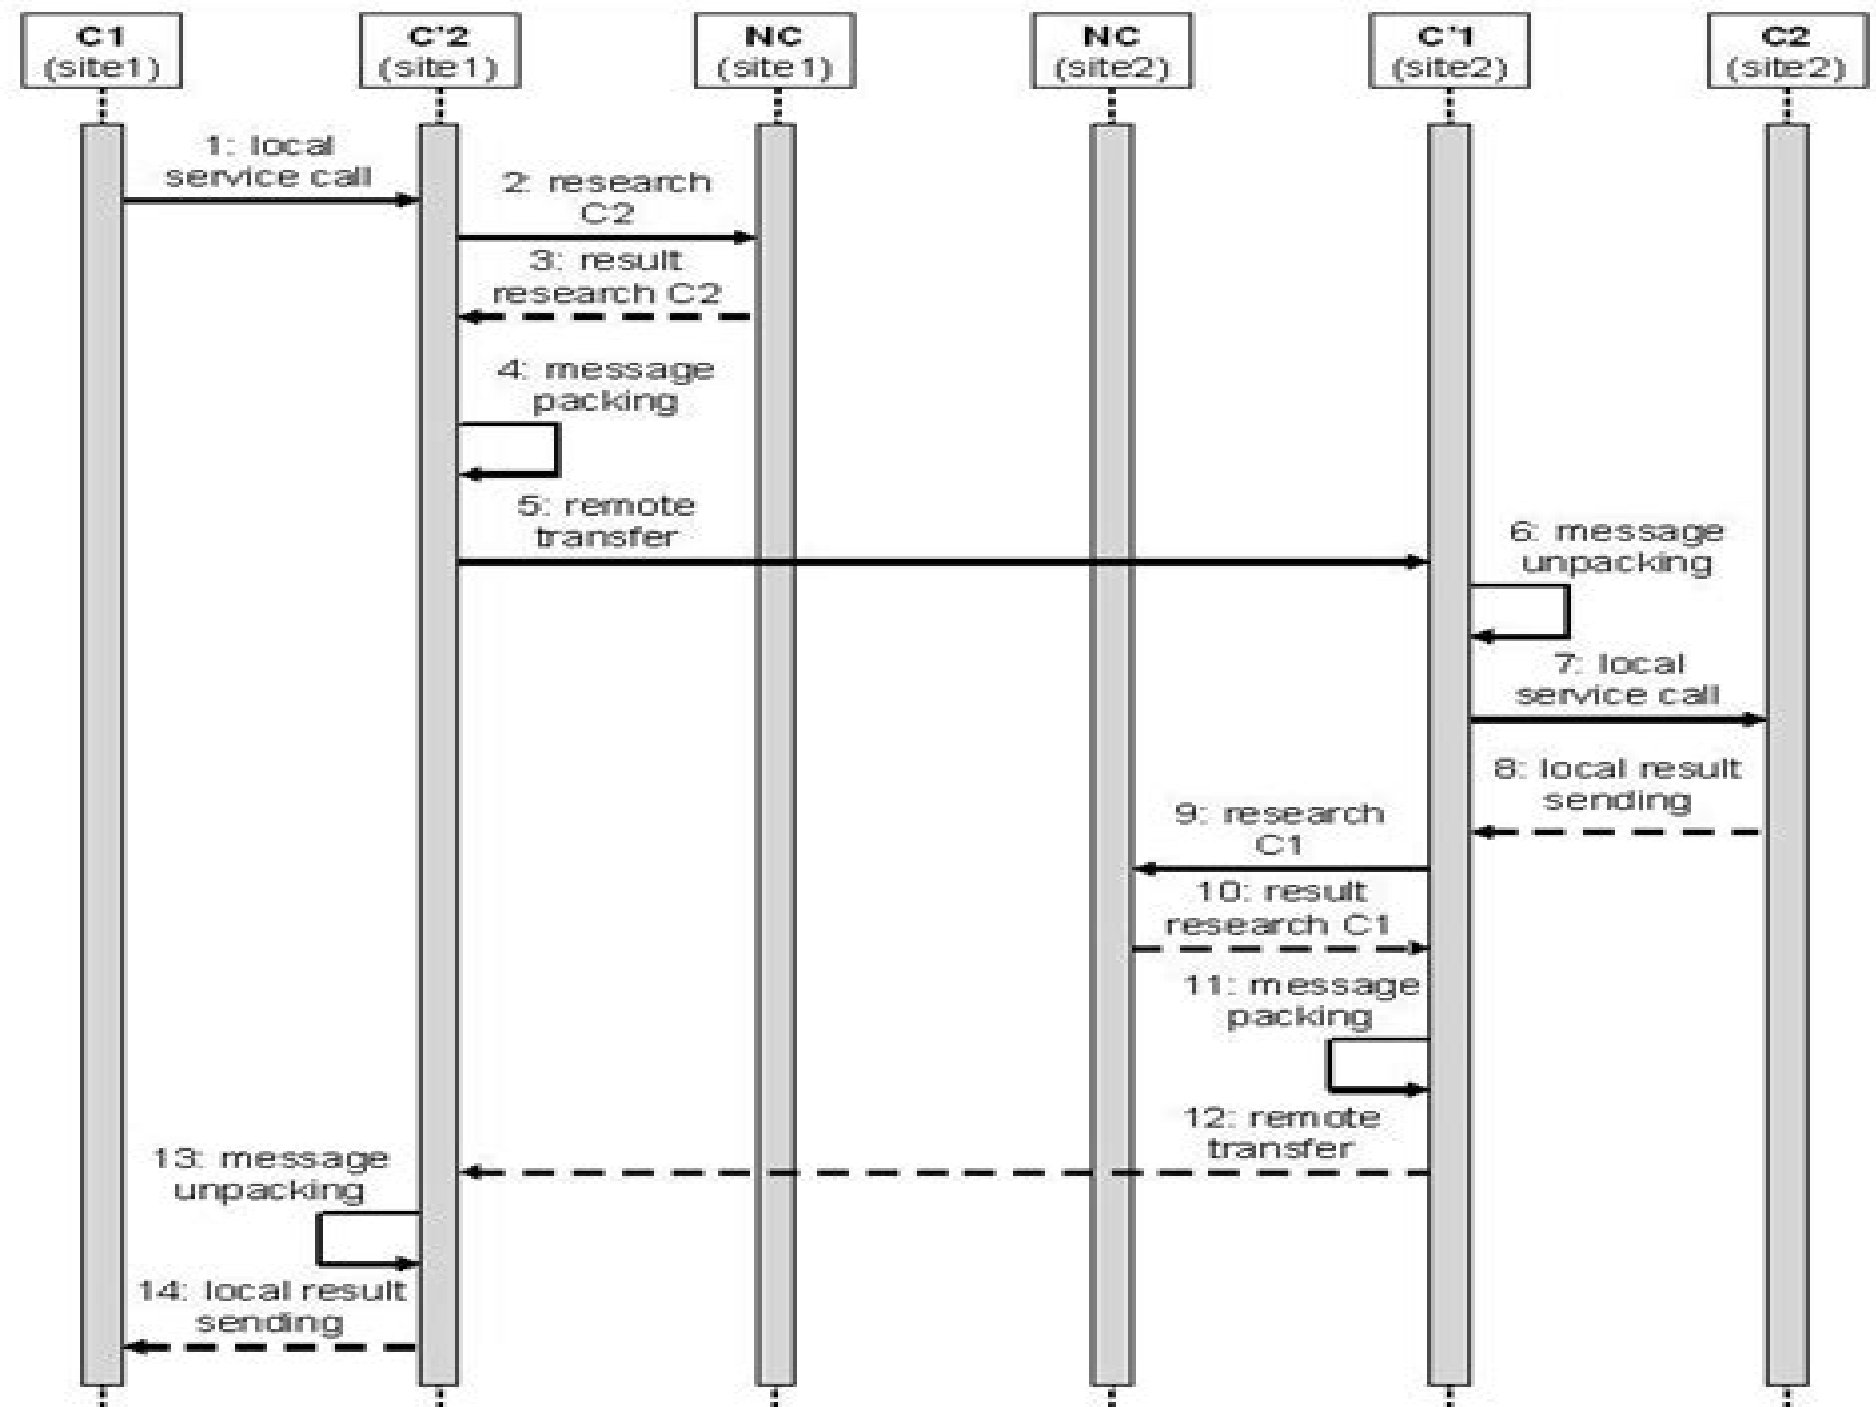 C1
(site1)
C'2
(site1)
NC
(site1)
NC
(site2)
C'1
(site2)
C2
(site2)
1: local
service call
2: research
C2
3: result
research C2
4: message
packing
5: remote
transfer
6: message
unpacking
7: local
service call
8: local result
sending
9: research
C1
10: result
research C1
11: message
packing
12: remote
transfer
13: message
unpacking
14: local result
sending